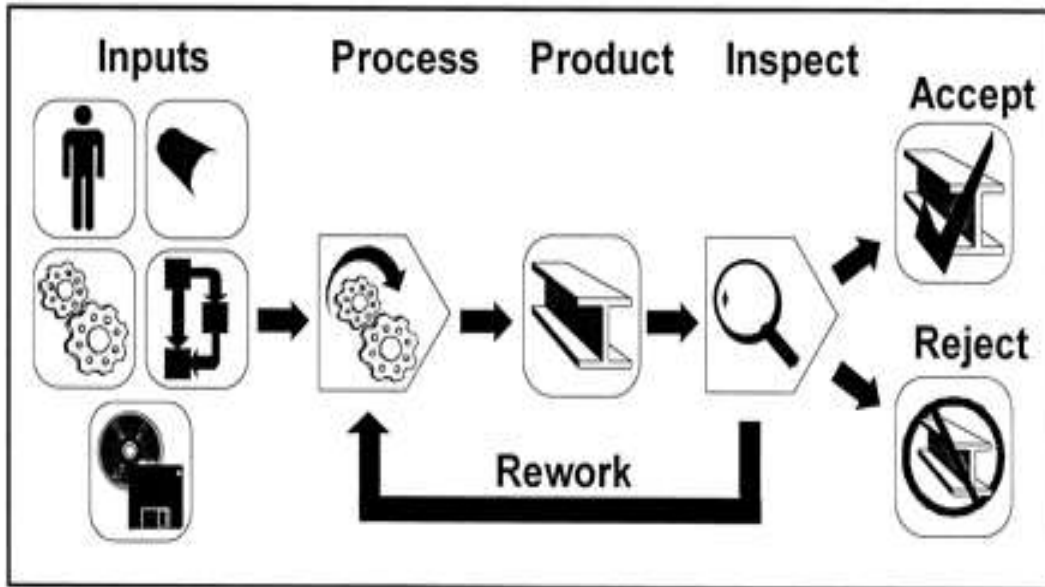 Inputs
Process
Product
Inspect
Accept
Reject
Rework